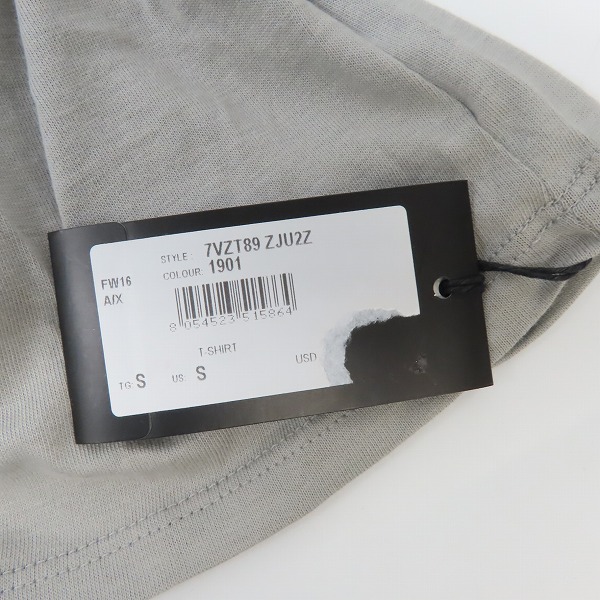 STYLE: 7VZT89 ZJU2Z
FW16 COLOUR: 1901
A/X
8 054523 515864
T-SHIRT
TG: S US: S USD